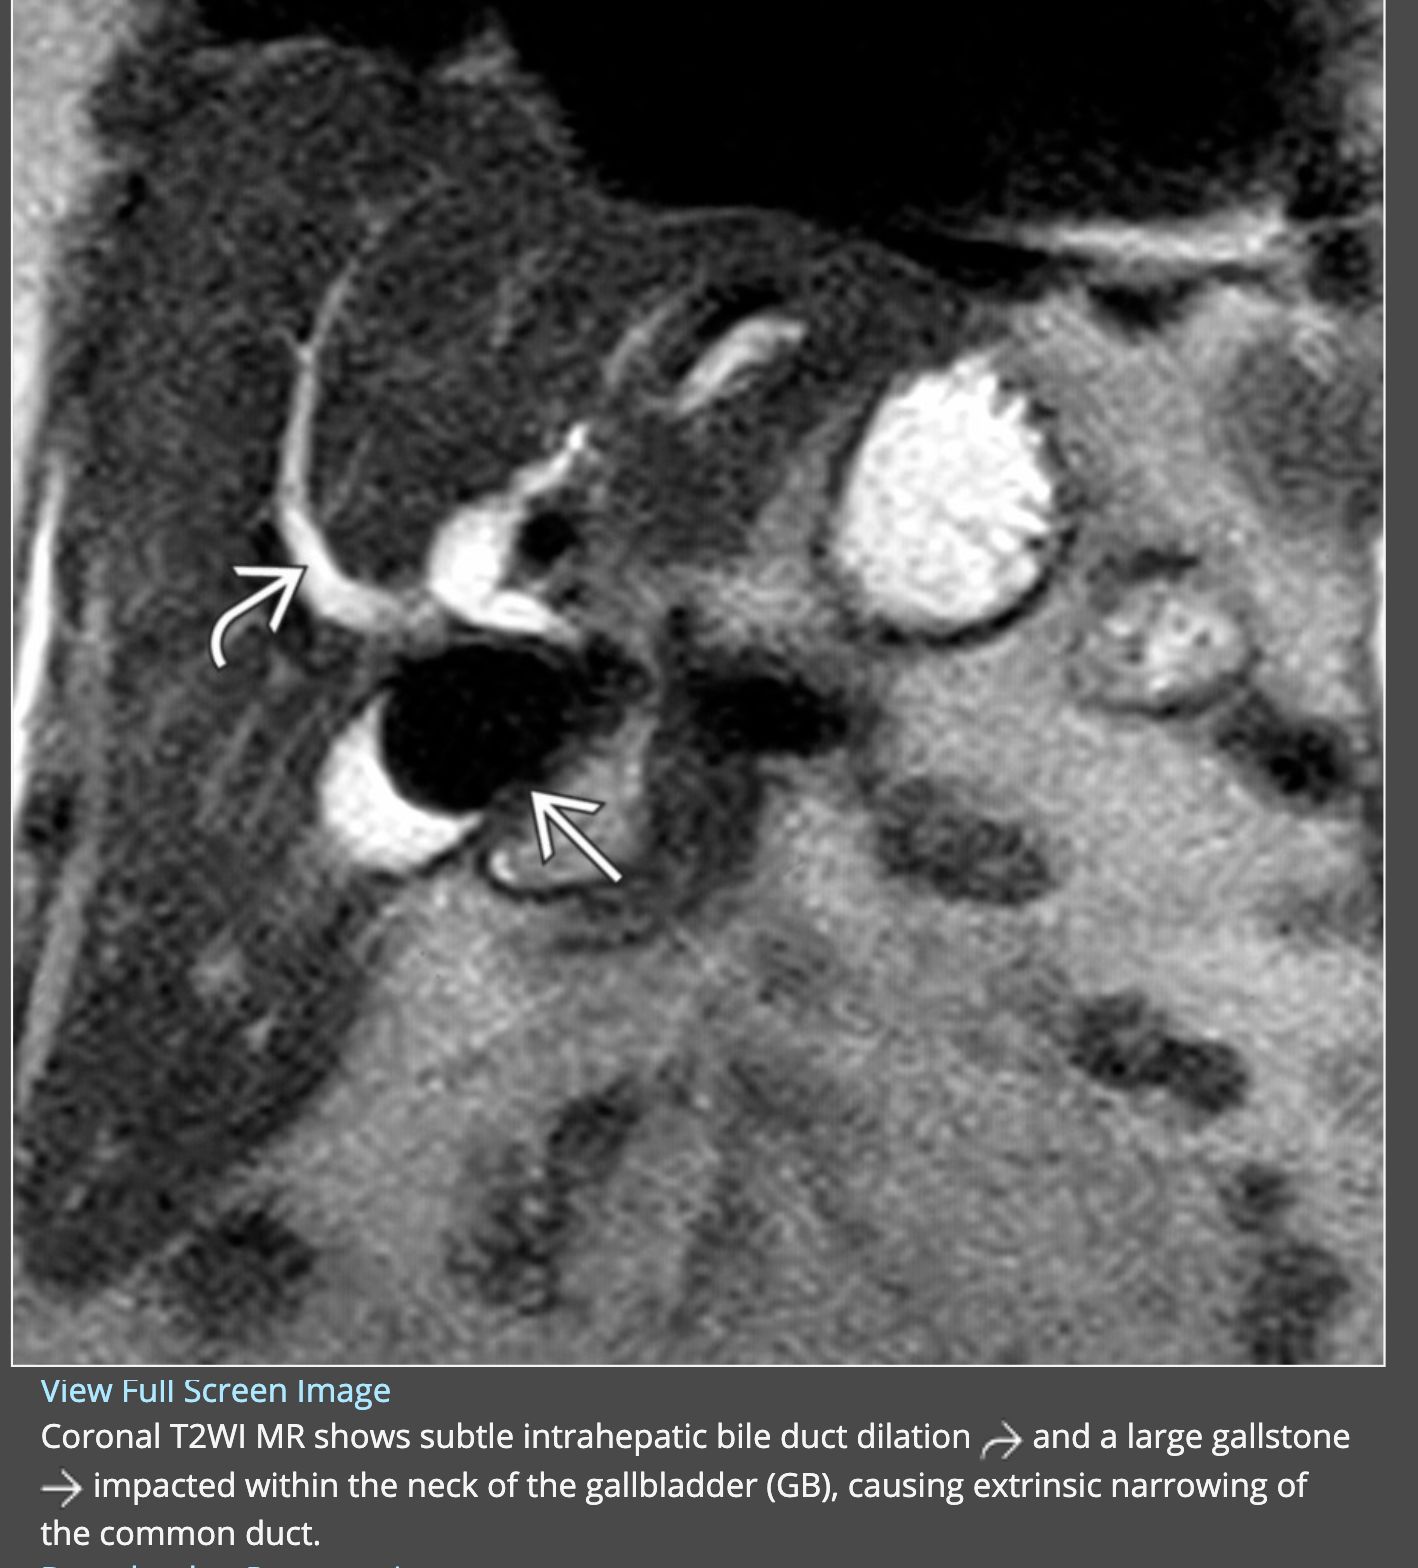 View Full Screen Image
Coronal T2WI MR shows subtle intrahepatic bile duct dilation and a large gallstone
impacted within the neck of the gallbladder (GB), causing extrinsic narrowing of
the common duct.